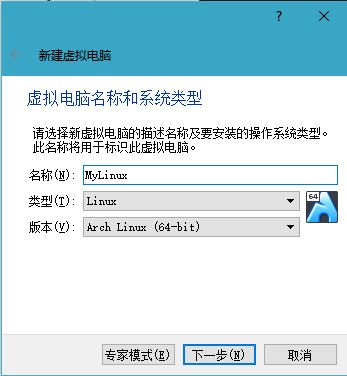 ?
新建虚拟电脑
虚拟电脑名称和系统类型
请选择新虚拟电脑的描述名称及要安装的操作系统类型。
此名称将用于标识此虚拟电脑。
名称(N): MyLinux
类型(T): Linux
64
版本(V): Arch Linux (64-bit)
专家模式(E) 下一步(N) 取消